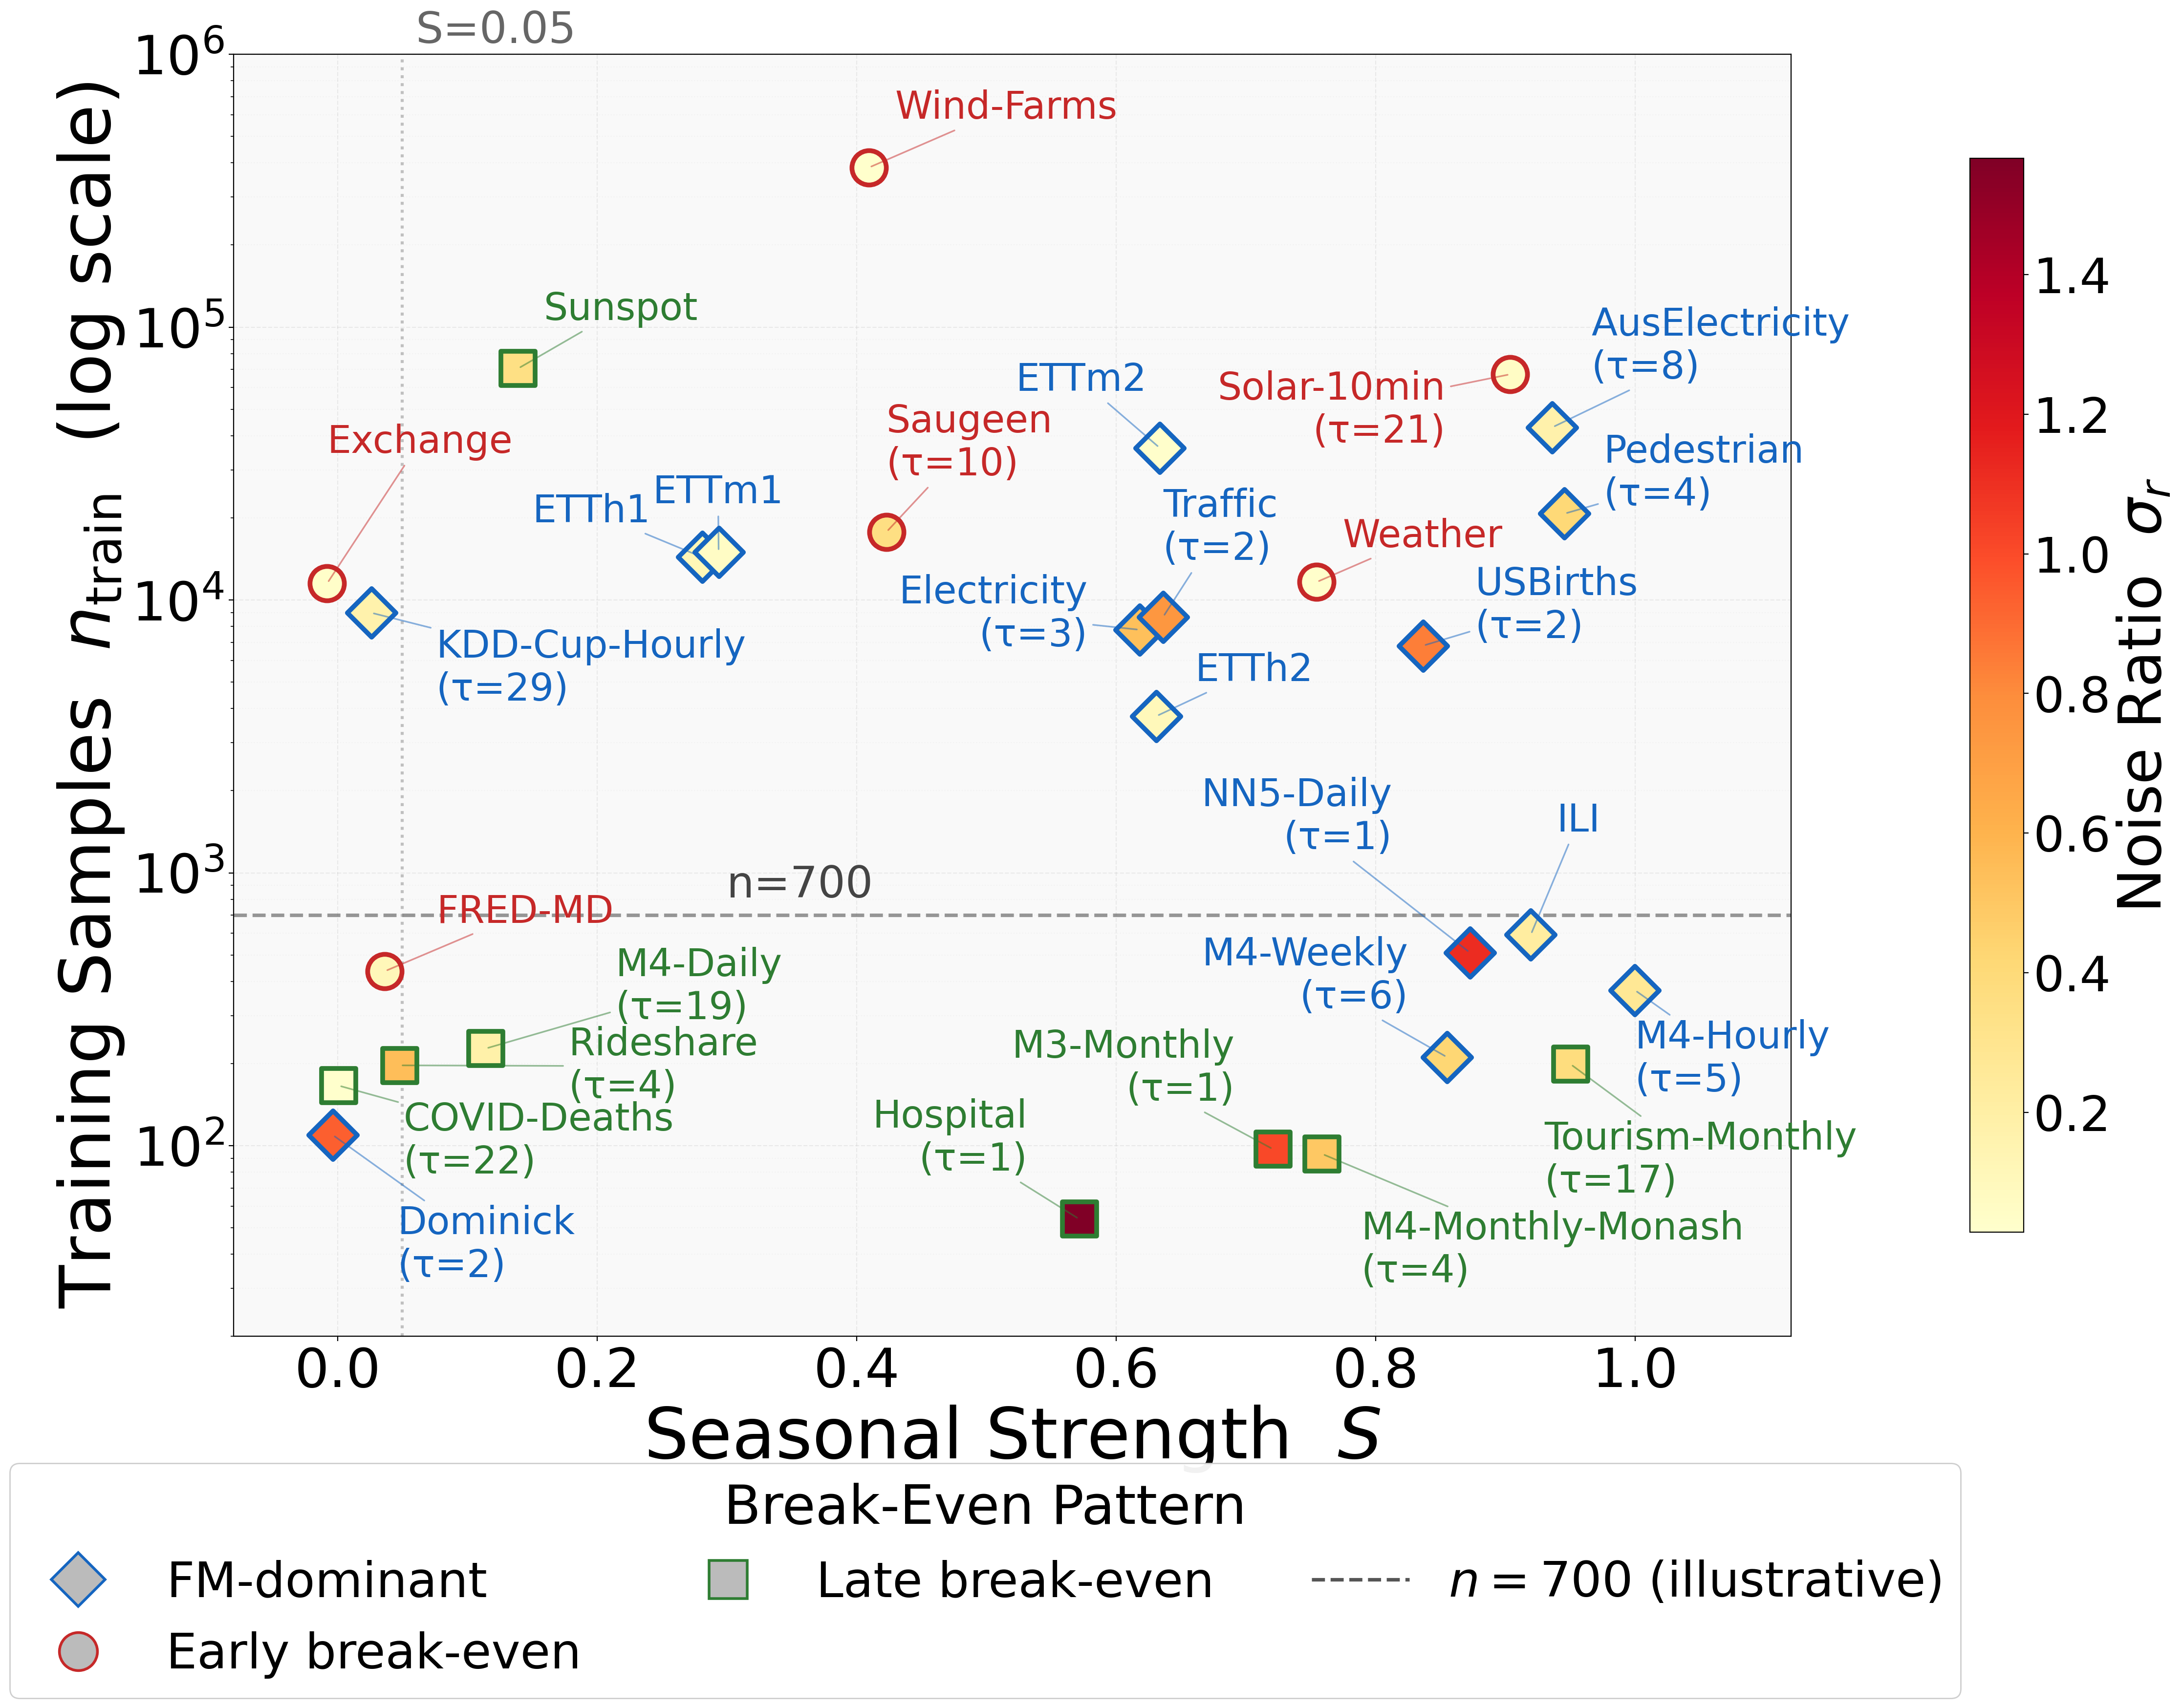 S=0.05
10⁶
Wind-Farms
Sunspot
10⁵
AusElectricity
(τ=8)
ETTm2
Solar-10min
(τ=21)
Saugeen
(τ=10)
Exchange
Pedestrian
(τ=4)
ETTh1
ETTm1
Traffic
(τ=2)
Weather
10⁴
Electricity
(τ=3)
USBirths
(τ=2)
KDD-Cup-Hourly
(τ=29)
ETTh2
NN5-Daily
(τ=1)
ILI
10³
n=700
FRED-MD
M4-Daily
(τ=19)
M4-Weekly
(τ=6)
Rideshare
(τ=4)
M3-Monthly
(τ=1)
M4-Hourly
(τ=5)
COVID-Deaths
(τ=22)
Hospital
(τ=1)
10²
Tourism-Monthly
(τ=17)
Dominick
(τ=2)
M4-Monthly-Monash
(τ=4)
0.0 0.2 0.4 0.6 0.8 1.0
Seasonal Strength S
Training Samples n_train (log scale)
1.4
1.2
1.0
0.8
0.6
0.4
0.2
Noise Ratio σ_r
Break-Even Pattern
FM-dominant
Late break-even
n = 700 (illustrative)
Early break-even